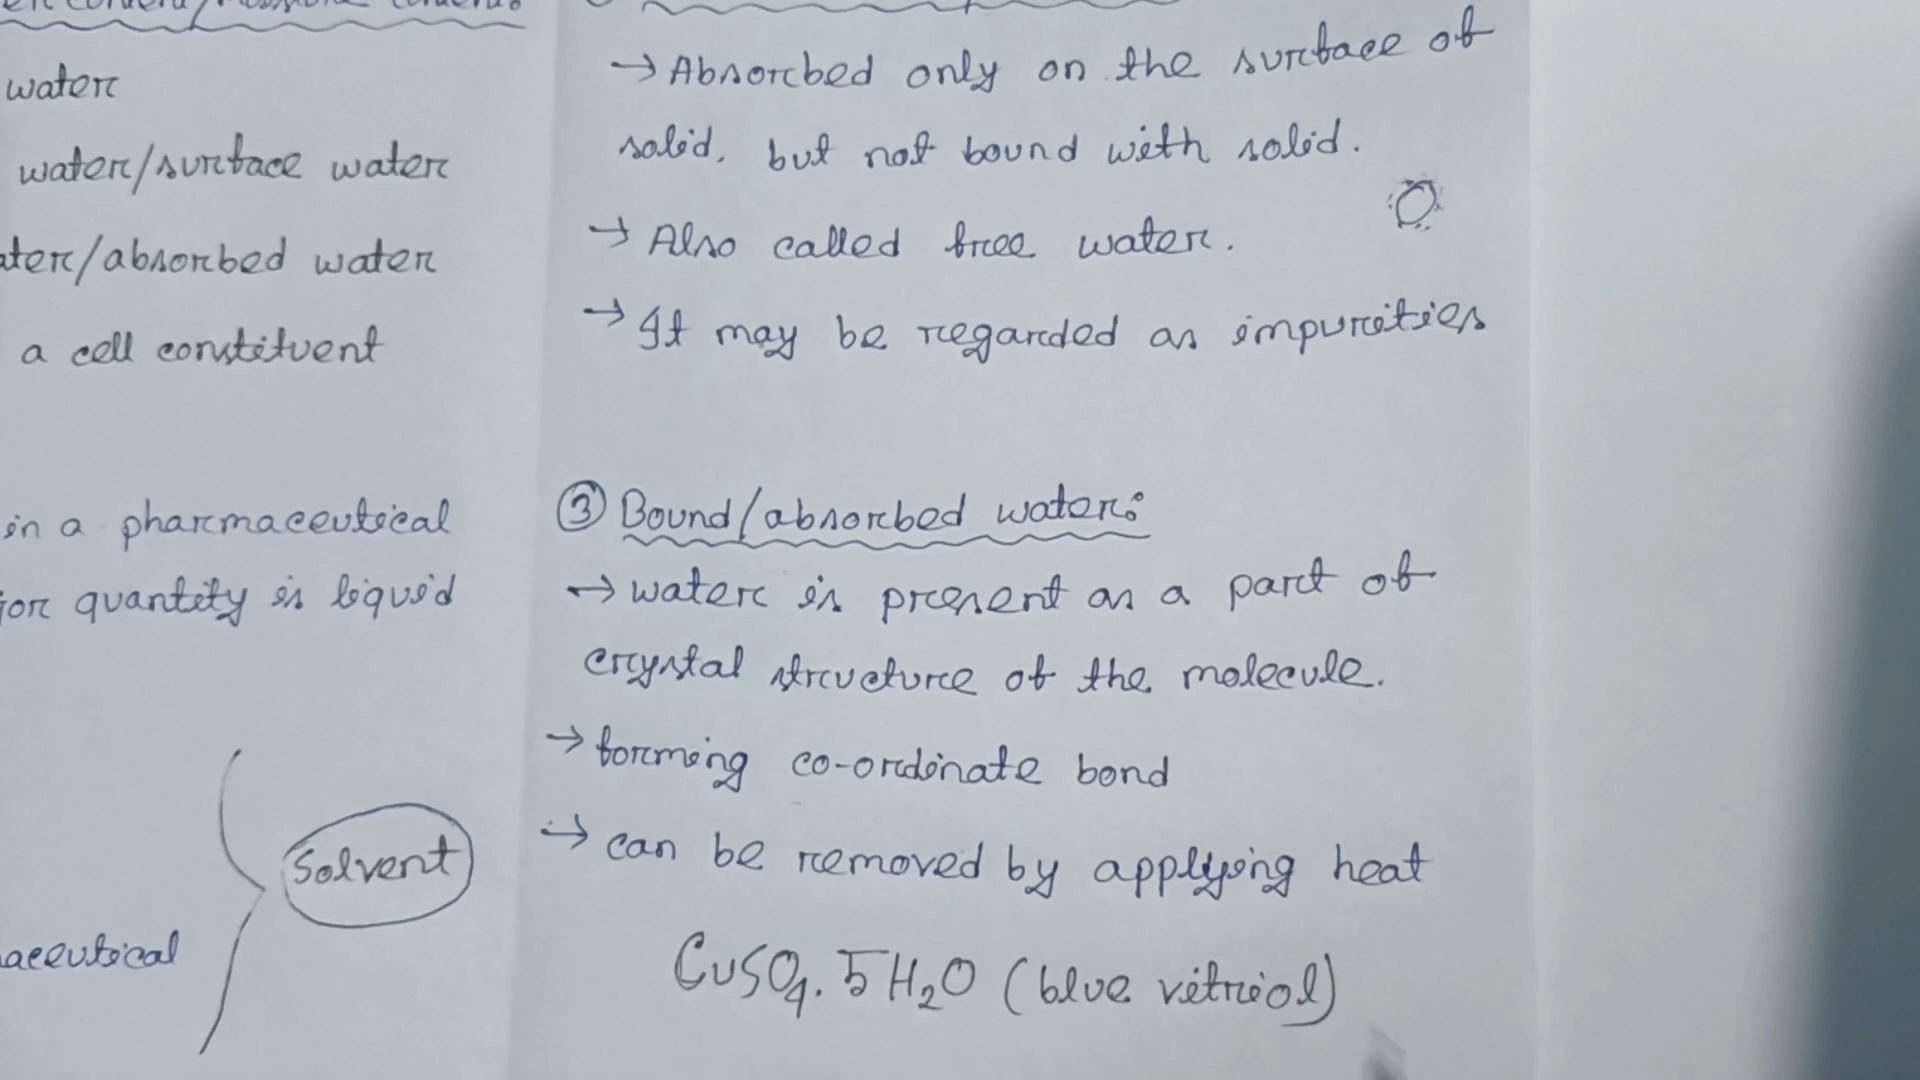 water
water/surface water
ater/absorbed water
a cell constituent
in a pharmaceutical
jor quantity is liquid
Solvent
aceutical
→ Absorbed only on the surface of
solid, but not bound with solid.
→ Also called free water.
→ It may be regarded as impurities
③ Bound/absorbed water:
→ water is present as a part of
crystal structure of the molecule.
→ forming co-ordinate bond
→ can be removed by applying heat
CuSO₄. 5H₂O (blue vitriol)